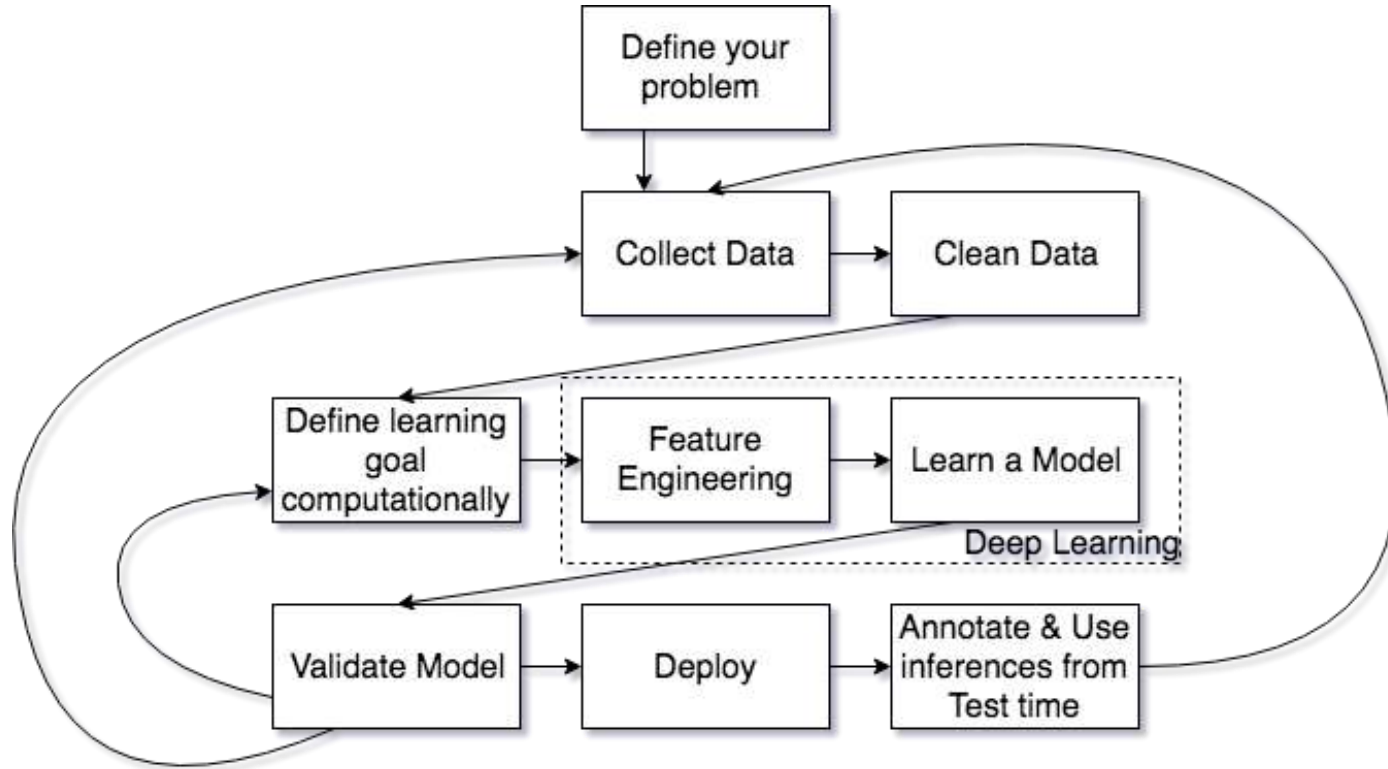 Define your
problem
Collect Data
Clean Data
Define learning
goal
computationally
Feature
Engineering
Learn a Model
Deep Learning
Validate Model
Deploy
Annotate & Use
inferences from
Test time